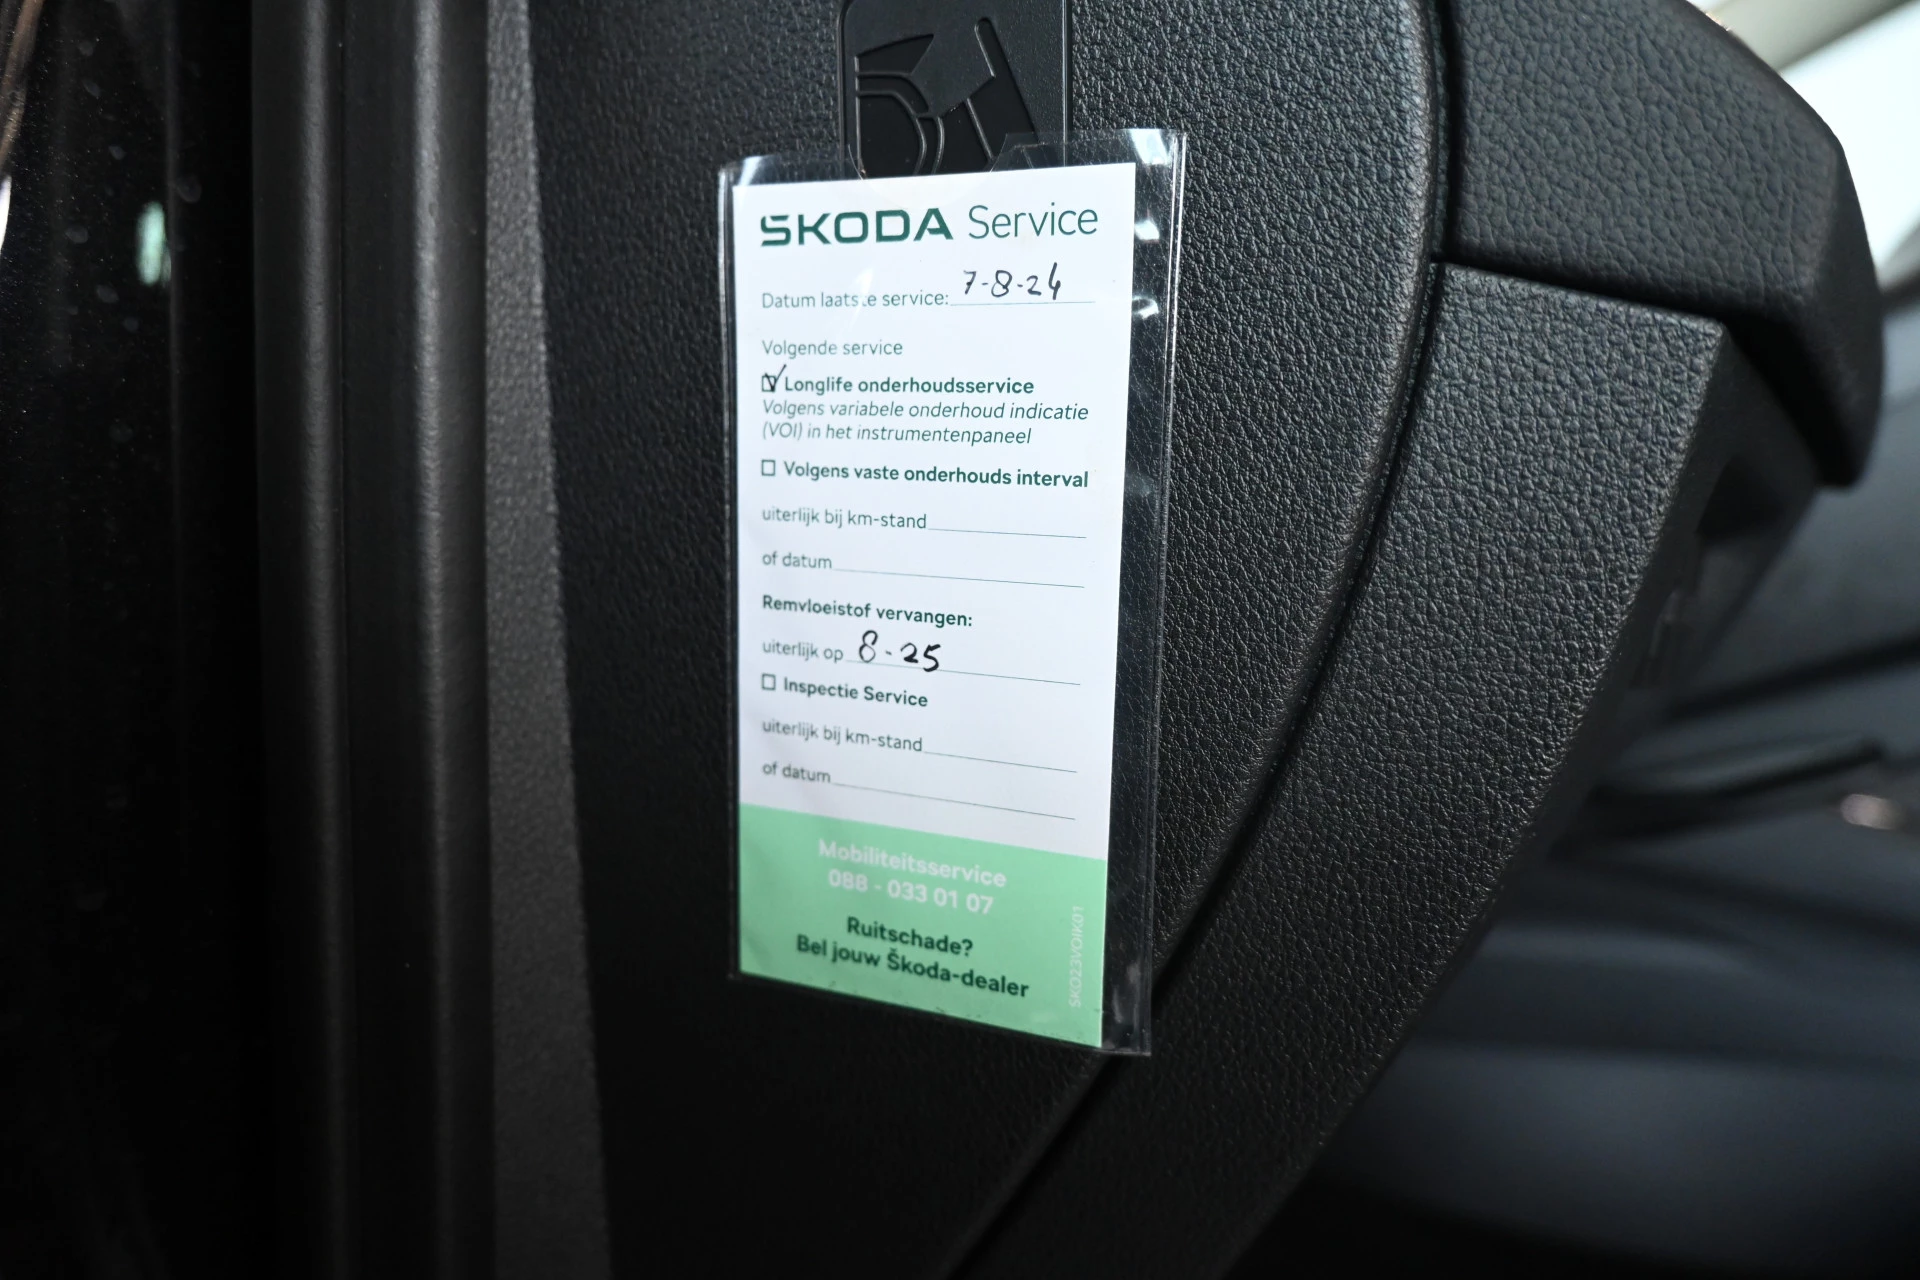 ŠKODA Service
Datum laatste service: 7-8-24
Volgende service
Longlife onderhoudsservice
Volgens variabele onderhoud indicatie
(VOI) in het instrumentenpaneel
Volgens vaste onderhouds interval
uiterlijk bij km-stand
of datum
Remvloeistof vervangen:
uiterlijk op 8-25
Inspectie Service
uiterlijk bij km-stand
of datum
Mobiliteitsservice
088 - 033 01 07
Ruitschade?
Bel jouw Škoda-dealer
SKO23VOIK01